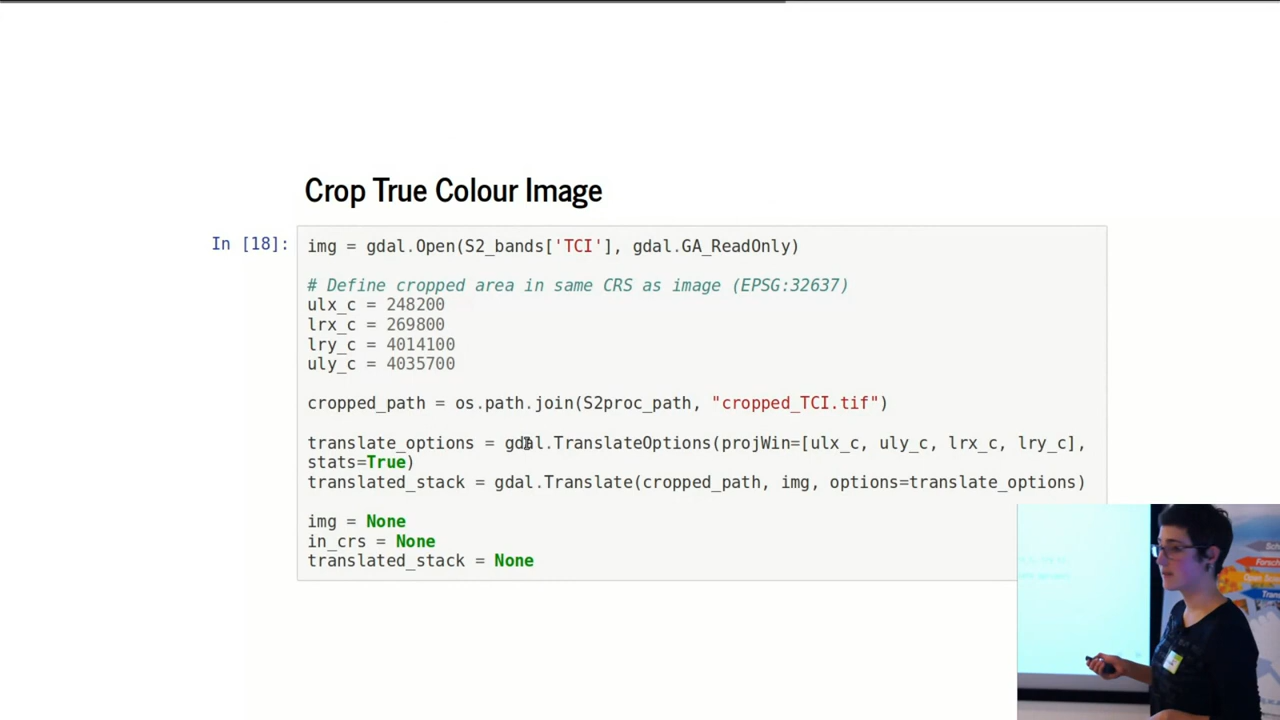 Crop True Colour Image
In [18]:
img = gdal.Open(S2_bands['TCI'], gdal.GA_ReadOnly)
# Define cropped area in same CRS as image (EPSG:32637)
ulx_c = 248200
lrx_c = 269800
lry_c = 4014100
uly_c = 4035700
cropped_path = os.path.join(S2proc_path, "cropped_TCI.tif")
translate_options = gdal.TranslateOptions(projWin=[ulx_c, uly_c, lrx_c, lry_c],
stats=True)
translated_stack = gdal.Translate(cropped_path, img, options=translate_options)
img = None
in_crs = None
translated_stack = None